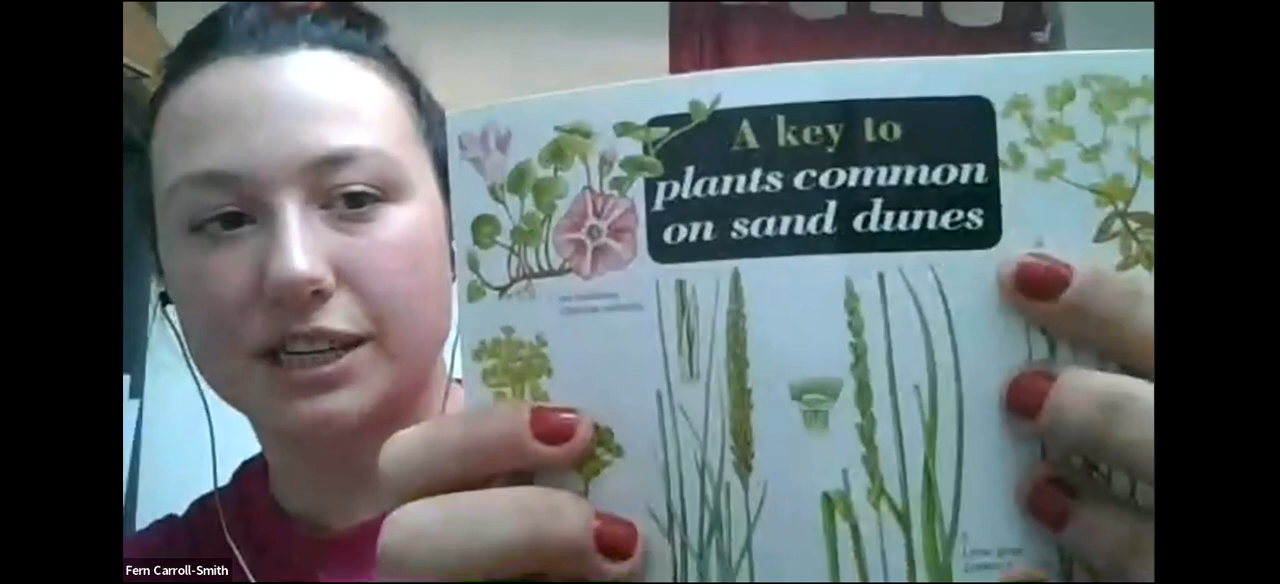 A key to
plants common
on sand dunes
Fern Carroll-Smith